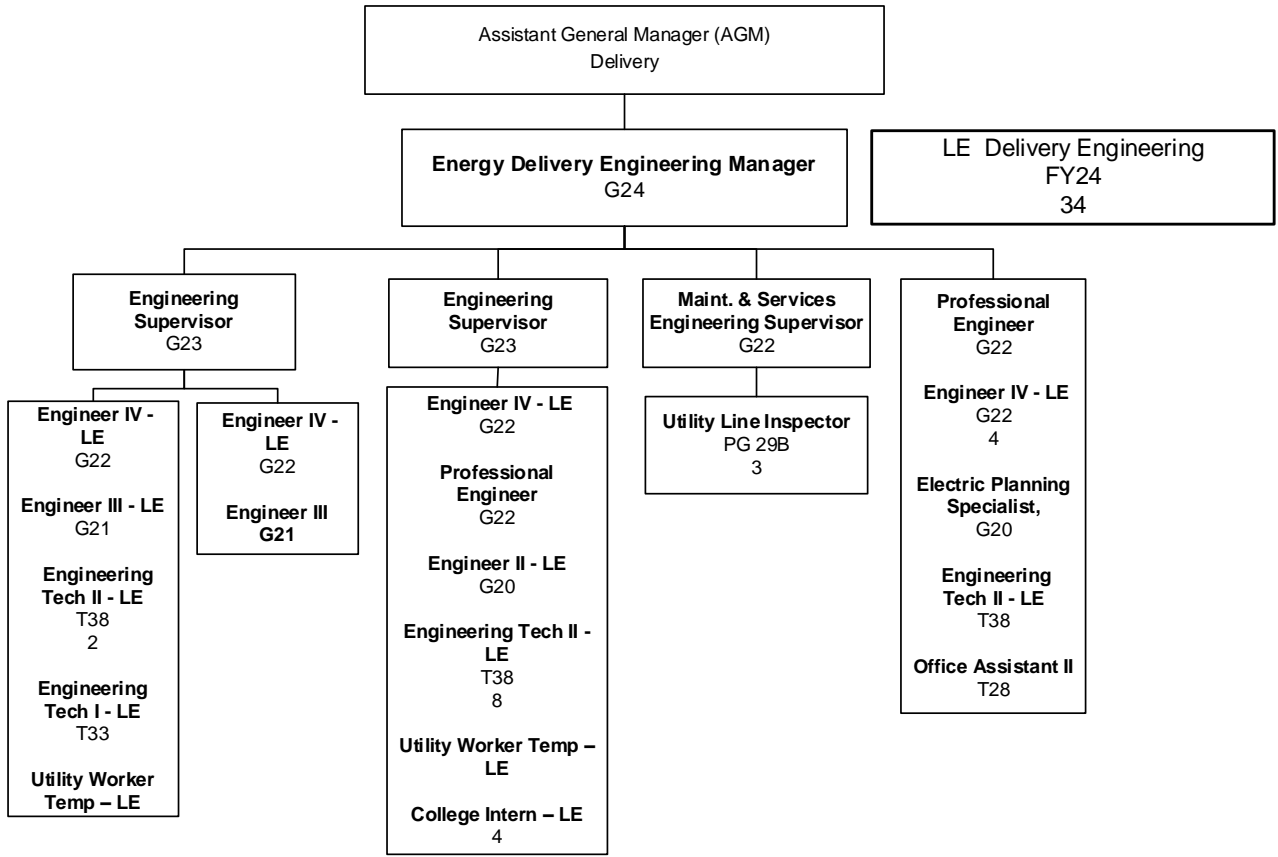 Assistant General Manager (AGM)
Delivery
Energy Delivery Engineering Manager
G24
LE Delivery Engineering
FY24
34
Engineering
Supervisor
G23
Engineering
Supervisor
G23
Maint. & Services
Engineering Supervisor
G22
Professional
Engineer
G22
Engineer IV - LE
G22
4
Electric Planning
Specialist,
G20
Engineering
Tech II - LE
T38
Office Assistant II
T28
Engineer IV -
LE
G22
Engineer III - LE
G21
Engineering
Tech II - LE
T38
2
Engineering
Tech I - LE
T33
Utility Worker
Temp – LE
Engineer IV -
LE
G22
Engineer III
G21
Engineer IV - LE
G22
Professional
Engineer
G22
Engineer II - LE
G20
Engineering Tech II -
LE
T38
8
Utility Worker Temp –
LE
College Intern – LE
4
Utility Line Inspector
PG 29B
3